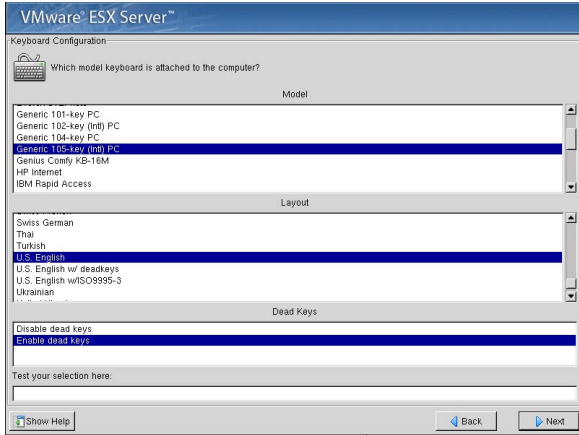 VMware® ESX Server™
Keyboard Configuration
Which model keyboard is attached to the computer?
Model
Generic 101-key PC
Generic 102-key (Intl) PC
Generic 104-key PC
Generic 105-key (Intl) PC
Genius Comfy KB-16M
HP Internet
IBM Rapid Access
Layout
Swiss German
Thai
Turkish
U.S. English
U.S. English w/ deadkeys
U.S. English w/ISO9995-3
Ukrainian
Dead Keys
Disable dead keys
Enable dead keys
Test your selection here:
Show Help
Back
Next